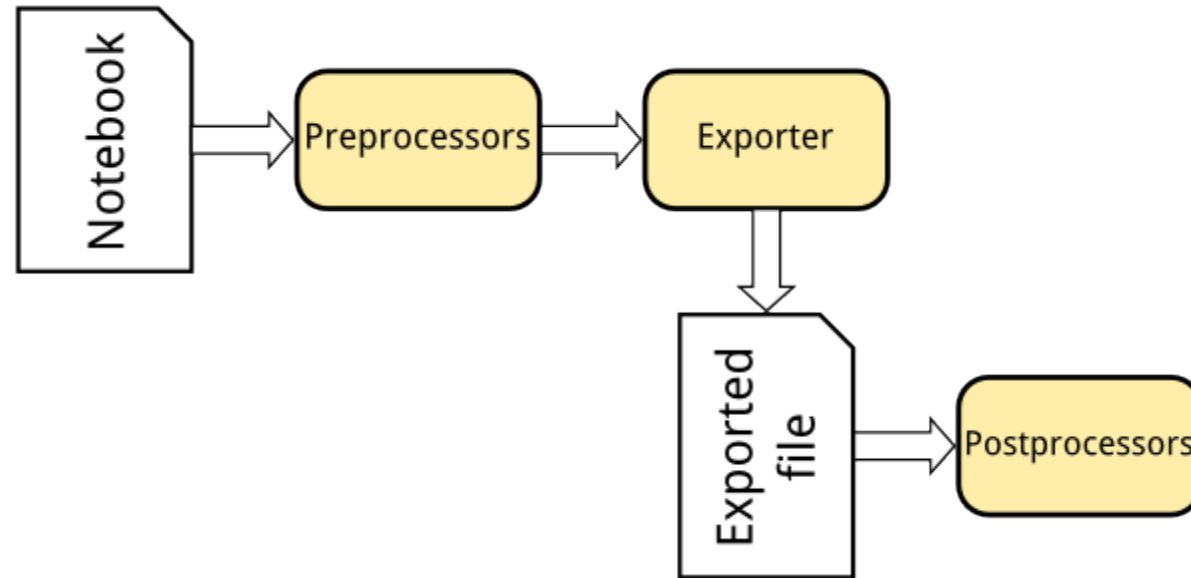 Notebook
Preprocessors
Exporter
Exported
file
Postprocessors